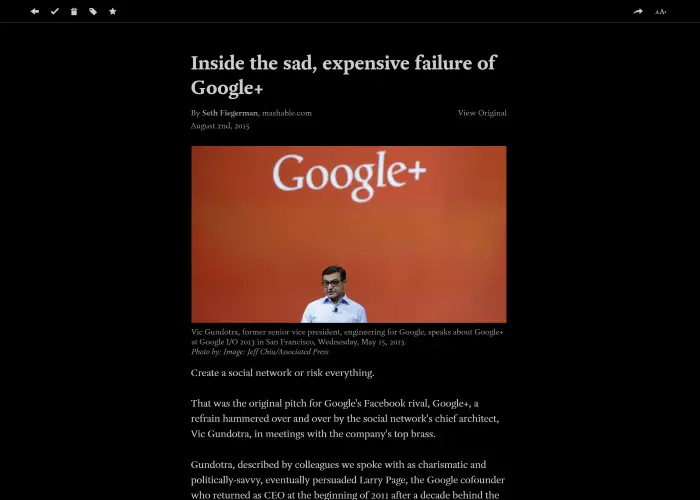 AA
Inside the sad, expensive failure of
Google+
By Seth Fiegerman, mashable.com
View Original
August 2nd, 2015
Google+
Vic Gundotra, former senior vice president, engineering for Google, speaks about Google+
at Google I/O 2013 in San Francisco, Wednesday, May 15, 2013.
Photo by: Image: Jeff Chiu/Associated Press
Create a social network or risk everything.
That was the original pitch for Google's Facebook rival, Google+, a
refrain hammered over and over by the social network's chief architect,
Vic Gundotra, in meetings with the company's top brass.
Gundotra, described by colleagues we spoke with as charismatic and
politically-savvy, eventually persuaded Larry Page, the Google cofounder
who returned as CEO at the beginning of 2011 after a decade behind the